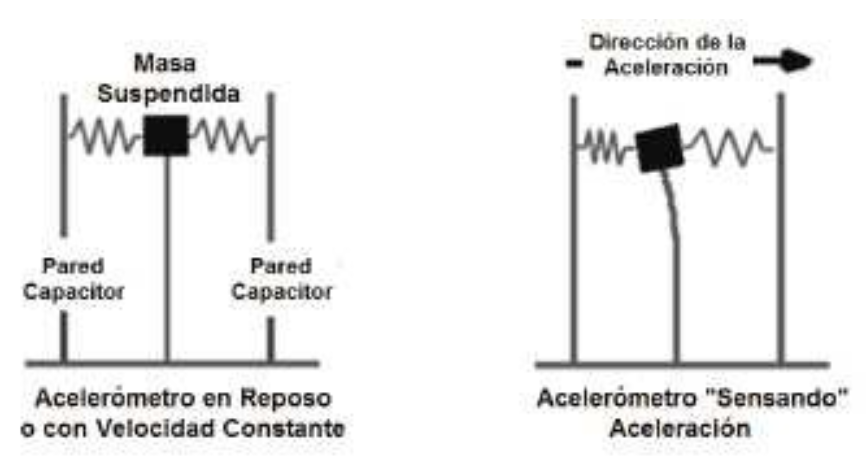 Masa
Suspendida
Pared
Capacitor
Pared
Capacitor
Acelerómetro en Reposo
o con Velocidad Constante
Dirección de la
Aceleración
Acelerómetro "Sensando"
Aceleración